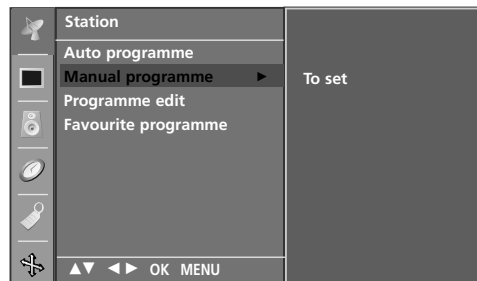 Station
Auto programme
Manual programme ►
To set
Programme edit
Favourite programme
▲▼ ◄► OK MENU